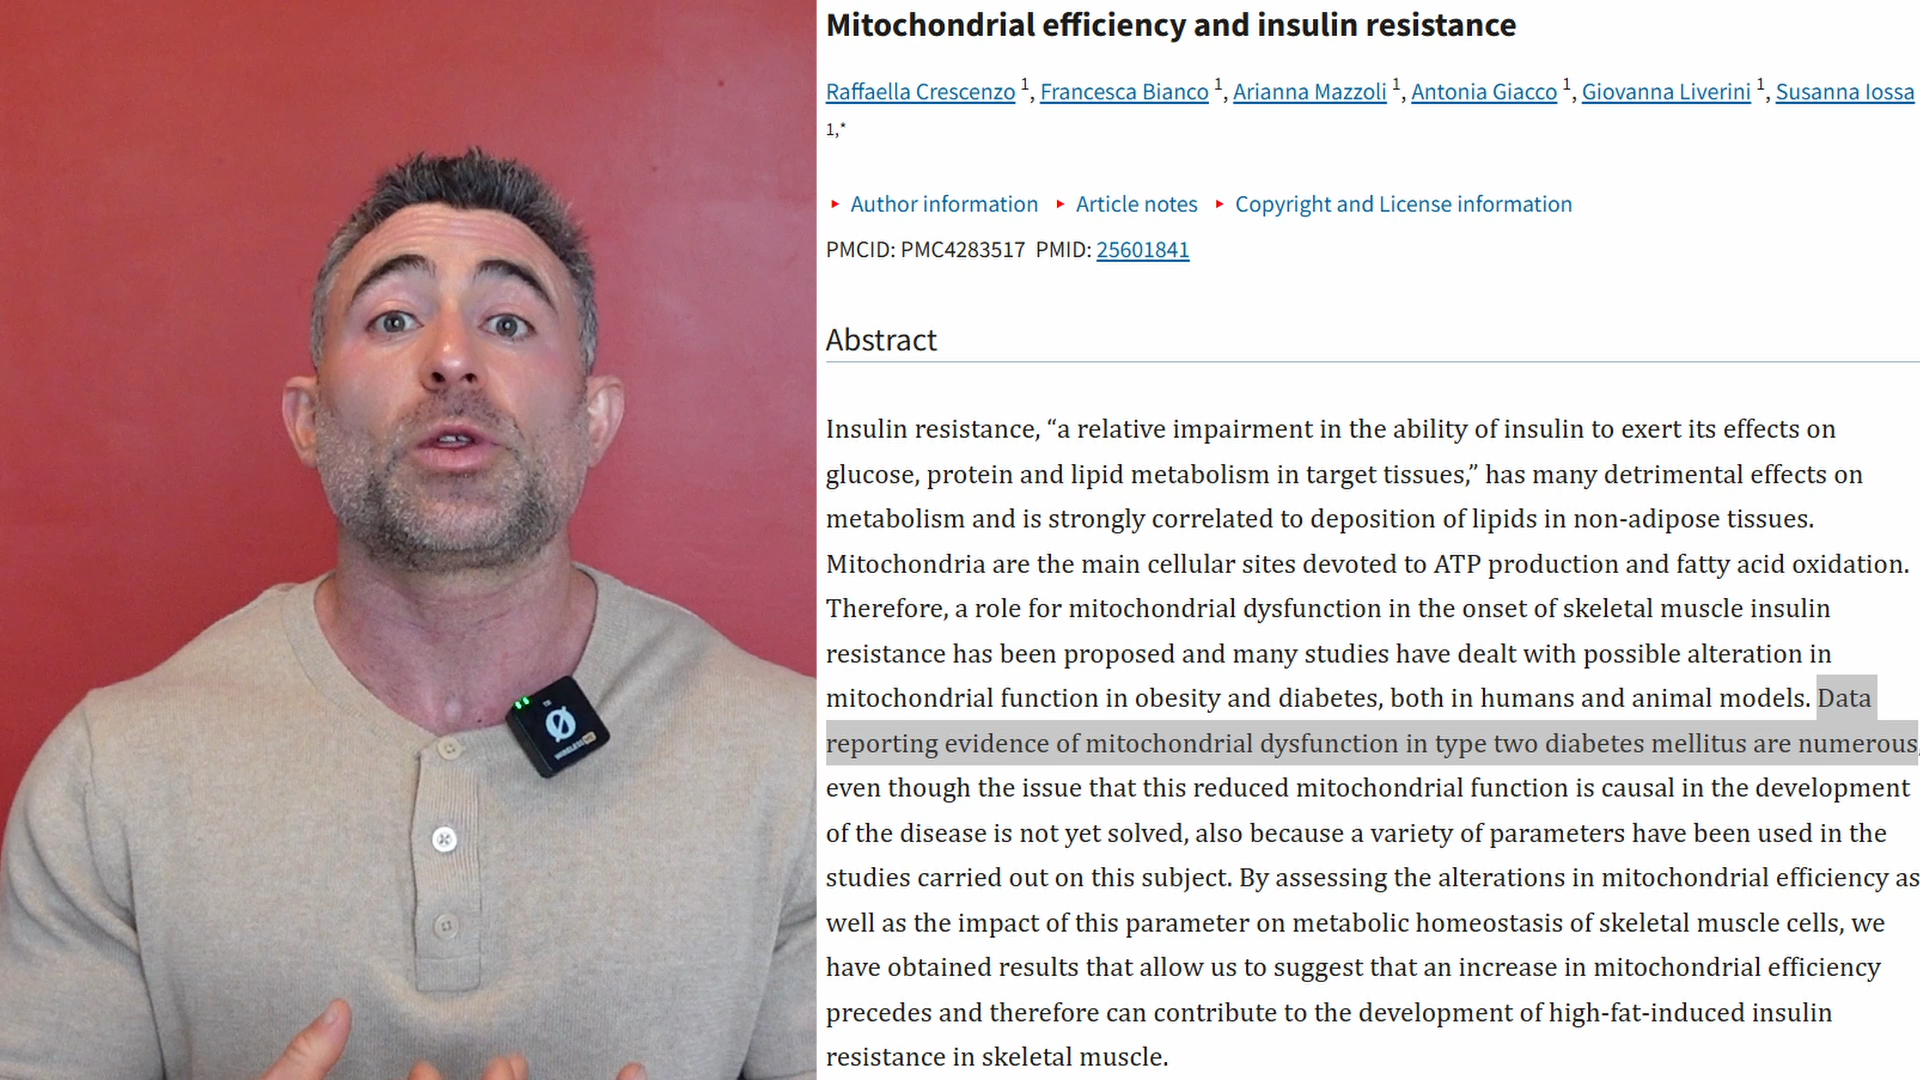 Mitochondrial efficiency and insulin resistance
Raffaella Crescenzo 1, Francesca Bianco 1, Arianna Mazzoli 1, Antonia Giacco 1, Giovanna Liverini 1, Susanna Iossa
1,*
‣ Author information ‣ Article notes ‣ Copyright and License information
PMCID: PMC4283517 PMID: 25601841
Abstract
Insulin resistance, “a relative impairment in the ability of insulin to exert its effects on
glucose, protein and lipid metabolism in target tissues,” has many detrimental effects on
metabolism and is strongly correlated to deposition of lipids in non-adipose tissues.
Mitochondria are the main cellular sites devoted to ATP production and fatty acid oxidation.
Therefore, a role for mitochondrial dysfunction in the onset of skeletal muscle insulin
resistance has been proposed and many studies have dealt with possible alteration in
mitochondrial function in obesity and diabetes, both in humans and animal models. Data
reporting evidence of mitochondrial dysfunction in type two diabetes mellitus are numerous,
even though the issue that this reduced mitochondrial function is causal in the development
of the disease is not yet solved, also because a variety of parameters have been used in the
studies carried out on this subject. By assessing the alterations in mitochondrial efficiency as
well as the impact of this parameter on metabolic homeostasis of skeletal muscle cells, we
have obtained results that allow us to suggest that an increase in mitochondrial efficiency
precedes and therefore can contribute to the development of high-fat-induced insulin
resistance in skeletal muscle.
WIRELESS